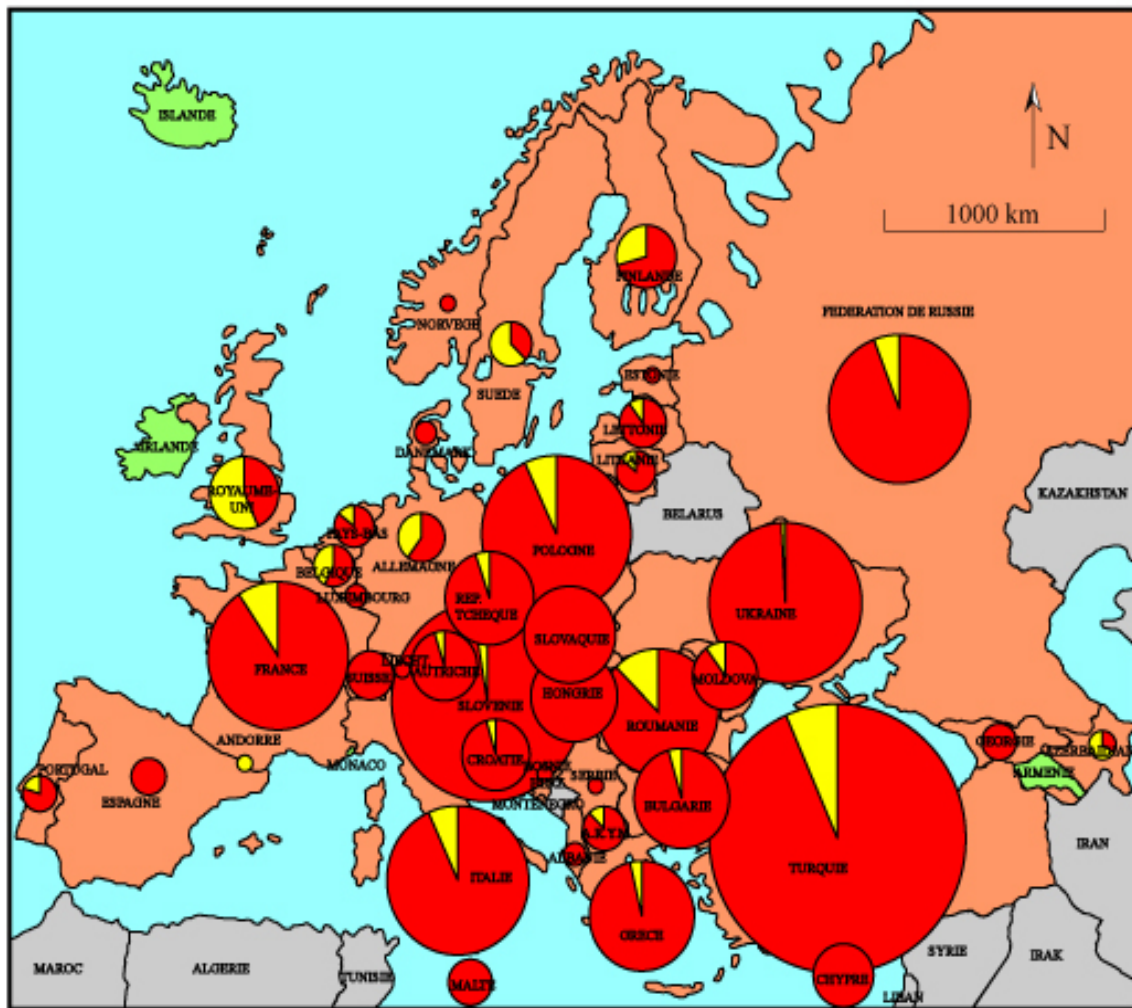 ISLANDE
N
1000 km
FINLANDE
FEDERATION DE RUSSIE
NORVEGE
ESTONIE
SUEDE
LETTONIE
DANEMARK
IRLANDE
LITUANIE
KAZAKHSTAN
ROYAUME-
UNI
BELARUS
PAYS-BAS
POLOGNE
ALLEMAGNE
BELGIQUE
LUXEMBOURG
REP.
TCHEQUE
UKRAINE
SLOVAQUIE
FRANCE
LIECHT.
SUISSE
AUTRICHE
SLOVENIE
HONGRIE
MOLDOVA
ROUMANIE
ANDORRE
CROATIE
GEORGIE
AZERBAIDJAN
MONACO
PORTUGAL
ESPAGNE
SERBIE
ARMENIE
MONTENEGRO
BULGARIE
A.R.Y.M.
ALBANIE
IRAN
ITALIE
TURQUIE
GRECE
SYRIE
IRAK
MAROC
ALGERIE
TUNISIE
MALTE
CHYPRE
LIBAN